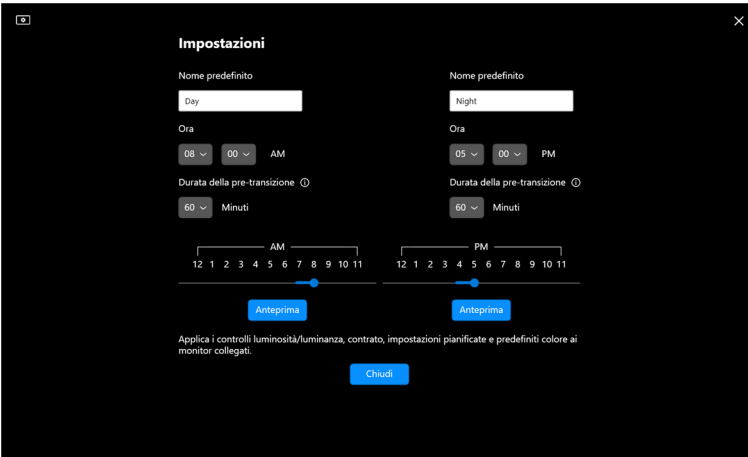 Impostazioni
Nome predefinito
Day
Ora
08 00 AM
Durata della pre-transizione
60 Minuti
Nome predefinito
Night
Ora
05 00 PM
Durata della pre-transizione
60 Minuti
AM
12 1 2 3 4 5 6 7 8 9 10 11
Anteprima
PM
12 1 2 3 4 5 6 7 8 9 10 11
Anteprima
Applica i controlli luminosità/luminanza, contrato, impostazioni pianificate e predefiniti colore ai
monitor collegati.
Chiudi